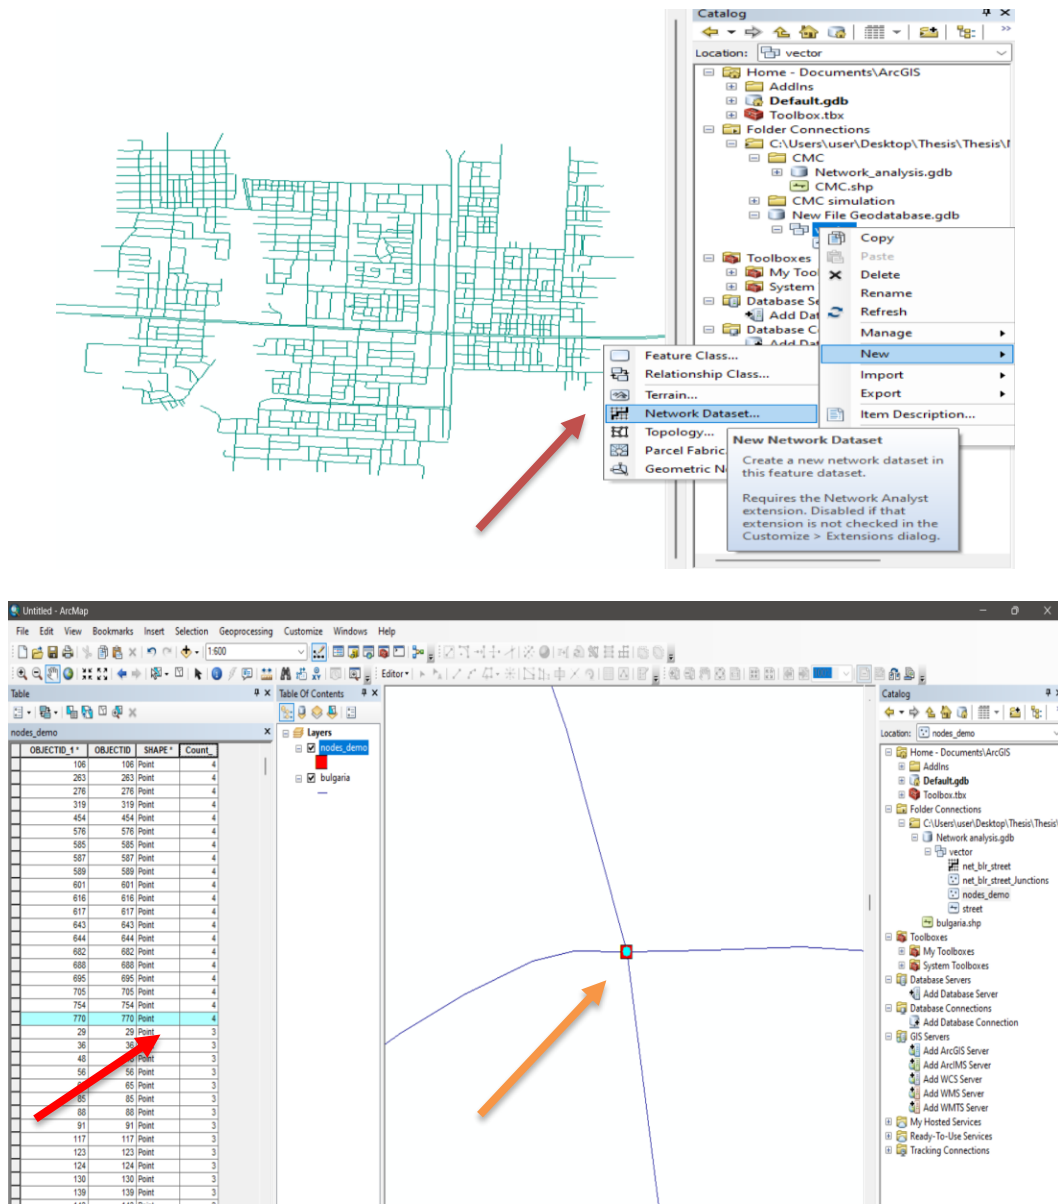 Catalog
Location: vector
Home - Documents\ArcGIS
AddIns
Default.gdb
Toolbox.tbx
Folder Connections
C:\Users\user\Desktop\Thesis\Thesis\
CMC
Network_analysis.gdb
CMC.shp
CMC simulation
New File Geodatabase.gdb
Toolboxes
My Tool
System
Database Se
Add Dat
Database C
Add Dat
Copy
Paste
Delete
Rename
Refresh
Manage
New
Import
Export
Item Description...
Feature Class...
Relationship Class...
Terrain...
Network Dataset...
Topology...
Parcel Fabric.
Geometric N
New Network Dataset
Create a new network dataset in
this feature dataset.
Requires the Network Analyst
extension. Disabled if that
extension is not checked in the
Customize > Extensions dialog.
Untitled - ArcMap
File Edit View Bookmarks Insert Selection Geoprocessing Customize Windows Help
1:600
Editor
Table
nodes_demo
OBJECTID_1 * OBJECTID SHAPE * Count_
106 106 Point 4
263 263 Point 4
276 276 Point 4
319 319 Point 4
454 454 Point 4
576 576 Point 4
585 585 Point 4
587 587 Point 4
589 589 Point 4
601 601 Point 4
616 616 Point 4
617 617 Point 4
643 643 Point 4
644 644 Point 4
682 682 Point 4
688 688 Point 4
695 695 Point 4
705 705 Point 4
754 754 Point 4
770 770 Point 4
29 29 Point 3
36 36 3
48 Point 3
56 56 Point 3
65 Point 3
85 85 Point 3
88 88 Point 3
91 91 Point 3
117 117 Point 3
123 123 Point 3
124 124 Point 3
130 130 Point 3
139 139 Point 3
Table Of Contents
Layers
nodes_demo
bulgaria
Catalog
Location: nodes_demo
Home - Documents\ArcGIS
AddIns
Default.gdb
Toolbox.tbx
Folder Connections
C:\Users\user\Desktop\Thesis\Thesis\
Network analysis.gdb
vector
net_blr_street
net_blr_street_Junctions
nodes_demo
street
bulgaria.shp
Toolboxes
My Toolboxes
System Toolboxes
Database Servers
Add Database Server
Database Connections
Add Database Connection
GIS Servers
Add ArcGIS Server
Add ArcIMS Server
Add WCS Server
Add WMS Server
Add WMTS Server
My Hosted Services
Ready-To-Use Services
Tracking Connections